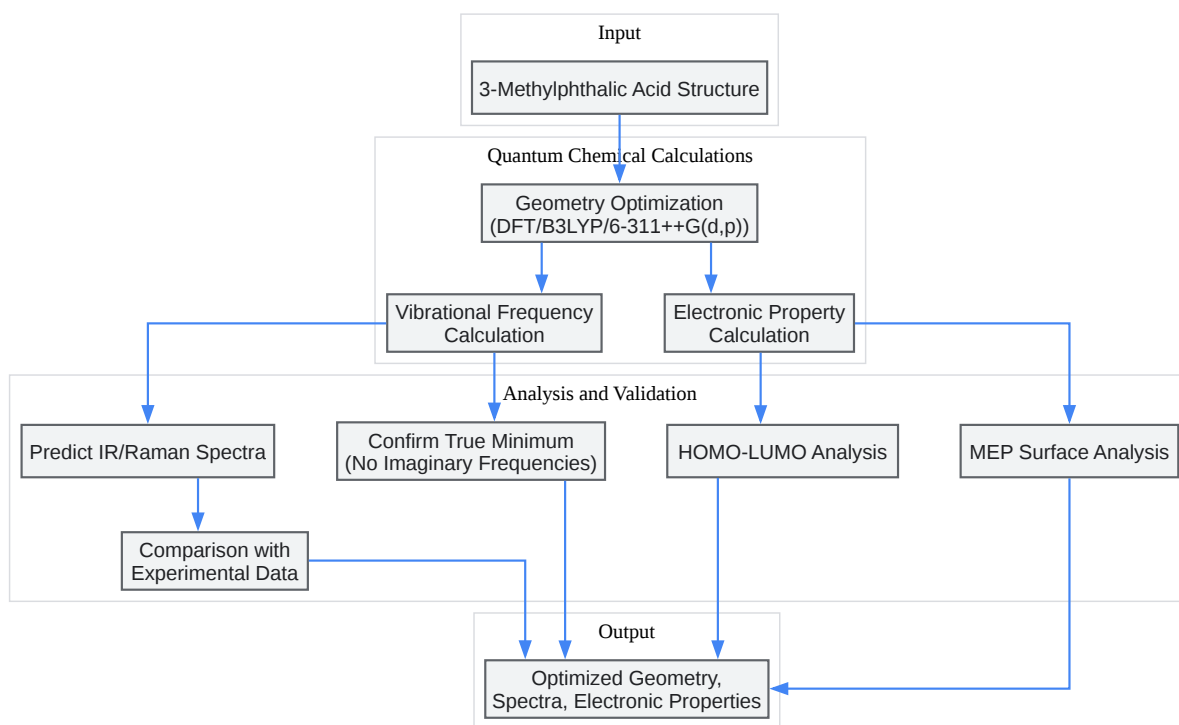 Input
3-Methylphthalic Acid Structure
Quantum Chemical Calculations
Geometry Optimization
(DFT/B3LYP/6-311++G(d,p))
Vibrational Frequency
Calculation
Electronic Property
Calculation
Analysis and Validation
Predict IR/Raman Spectra
Confirm True Minimum
(No Imaginary Frequencies)
HOMO-LUMO Analysis
MEP Surface Analysis
Comparison with
Experimental Data
Output
Optimized Geometry,
Spectra, Electronic Properties